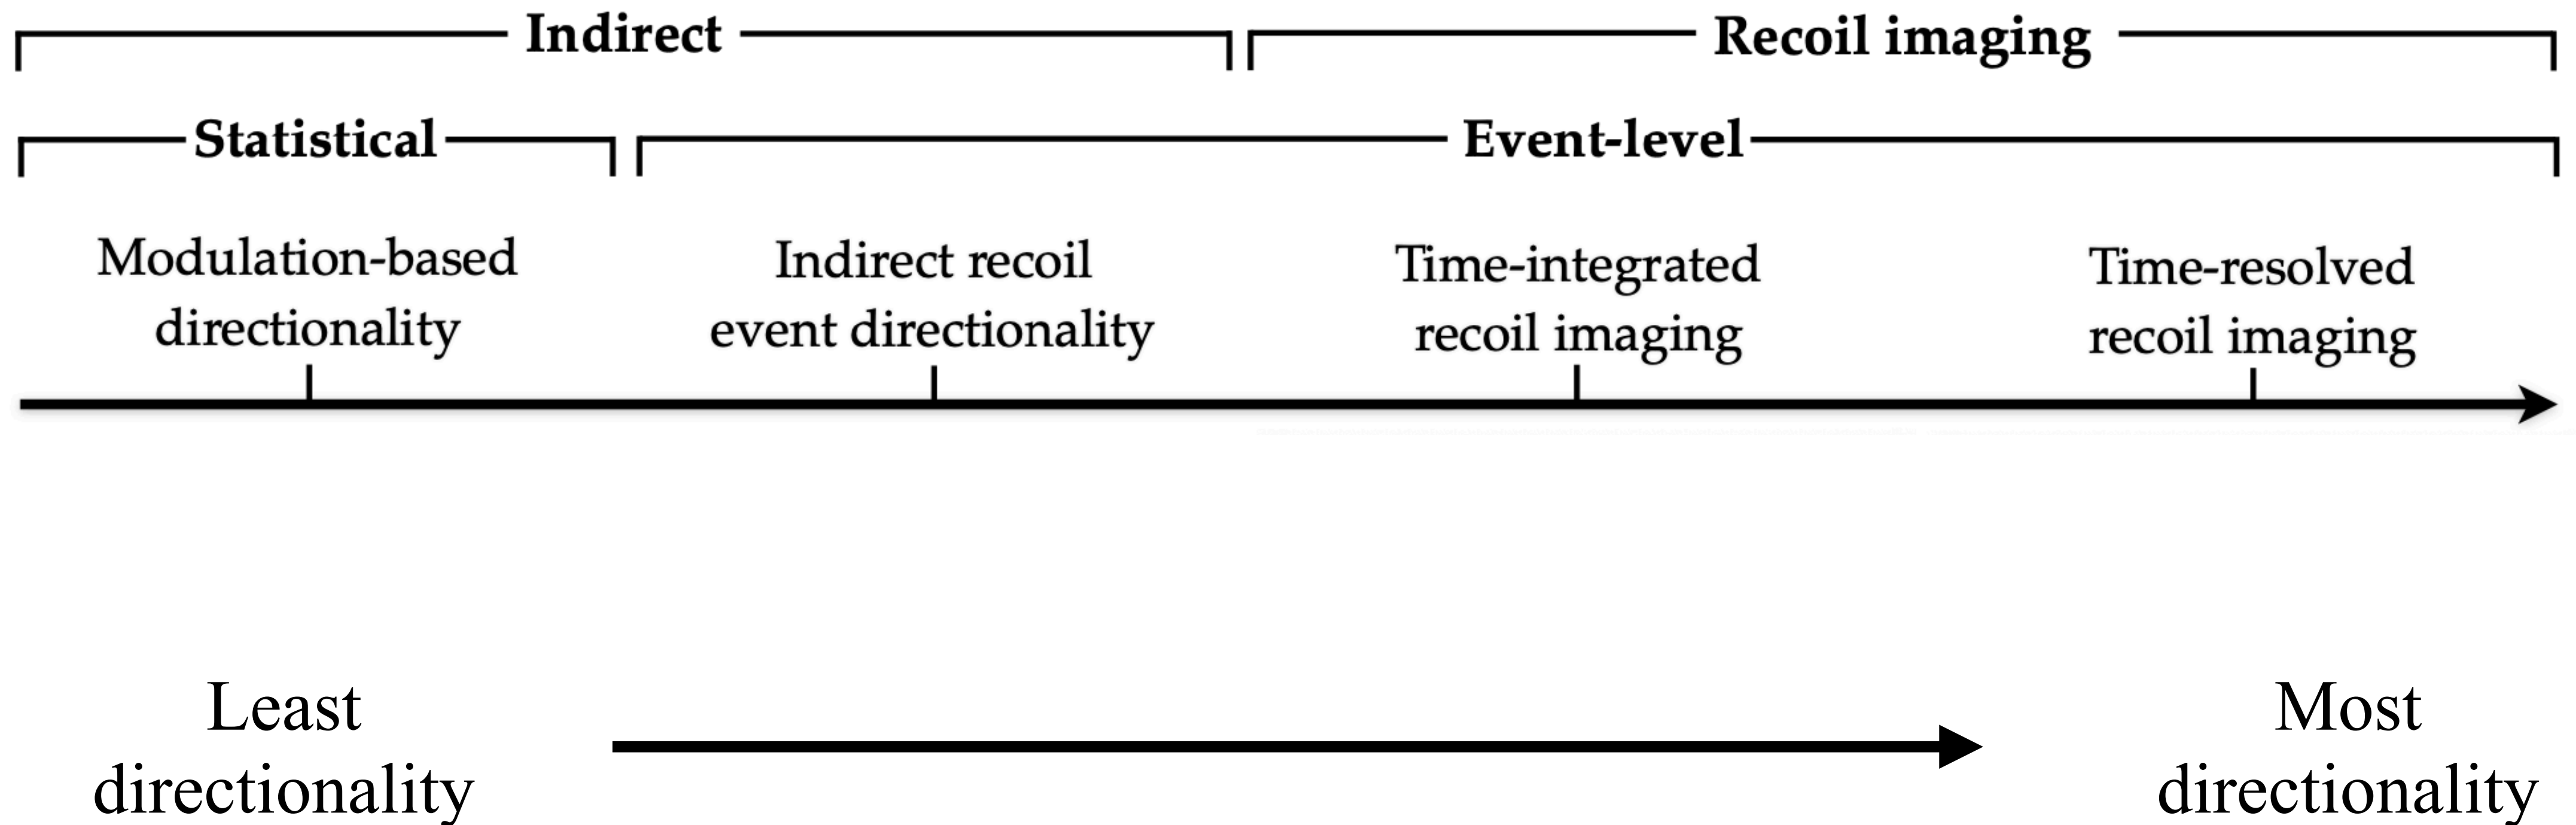 Indirect
Recoil imaging
Statistical
Event-level
Modulation-based
directionality
Indirect recoil
event directionality
Time-integrated
recoil imaging
Time-resolved
recoil imaging
Least
directionality
Most
directionality